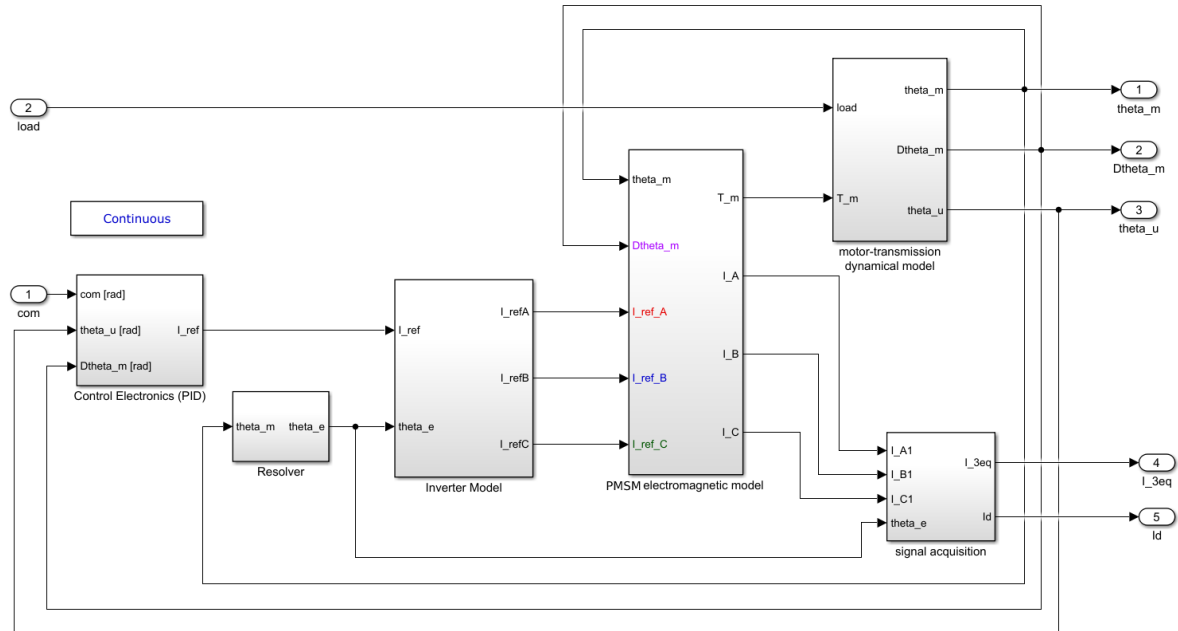 2
load
Continuous
1
com
com [rad]
theta_u [rad]
Dtheta_m [rad]
I_ref
Control Electronics (PID)
theta_m
theta_e
Resolver
I_ref
theta_e
I_refA
I_refB
I_refC
Inverter Model
theta_m
Dtheta_m
I_ref_A
I_ref_B
I_ref_C
T_m
I_A
I_B
I_C
PMSM electromagnetic model
load
T_m
theta_m
Dtheta_m
theta_u
motor-transmission
dynamical model
I_A1
I_B1
I_C1
theta_e
I_3eq
Id
signal acquisition
1
theta_m
2
Dtheta_m
3
theta_u
4
I_3eq
5
Id